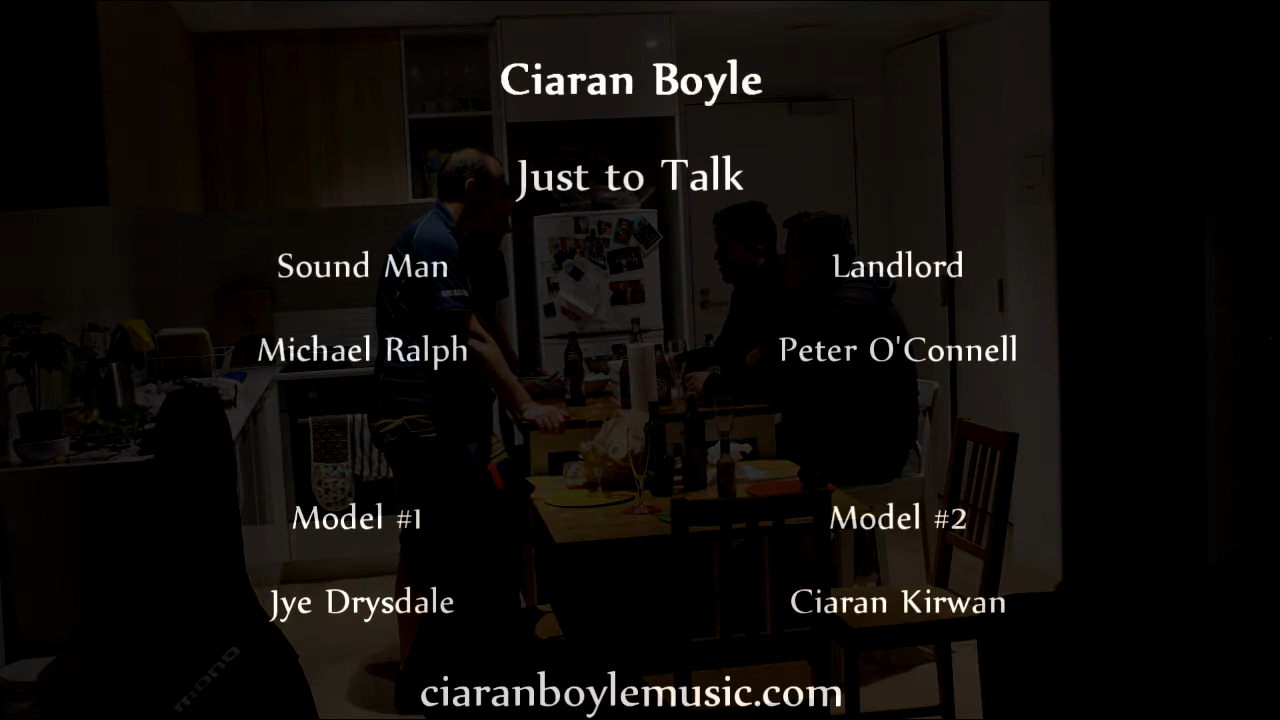 Ciaran Boyle
Just to Talk
Sound Man
Landlord
Michael Ralph
Peter O'Connell
Model #1
Model #2
Jye Drysdale
Ciaran Kirwan
mono
ciaranboylemusic.com